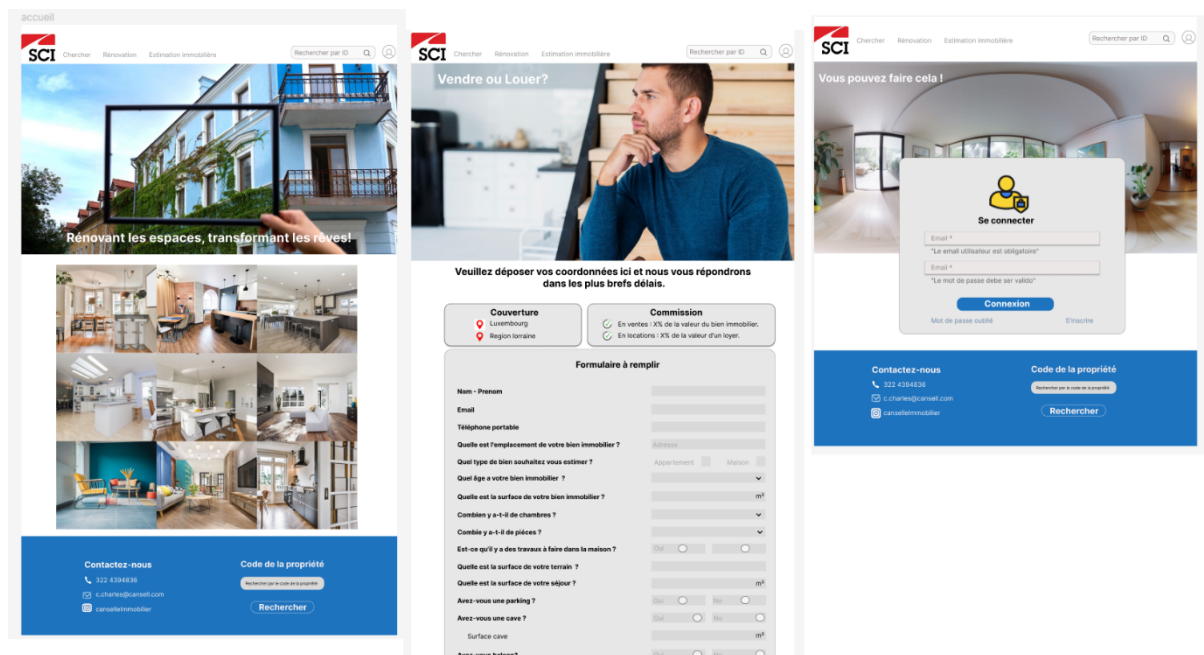 accueil
SCI
Chercher Rénovation Estimation immobilière
Rechercher par ID
Rénovant les espaces, transformant les rêves!
Contactez-nous
322 4394836
c.charles@cansell.com
canselleimmobilier
Code de la propriété
Rechercher par le code de la propriété
Rechercher
SCI
Chercher Rénovation Estimation immobilière
Rechercher par ID
Vendre ou Louer?
Veuillez déposer vos coordonnées ici et nous vous répondrons
dans les plus brefs délais.
Couverture
Luxembourg
Region lorraine
Commission
En ventes : X% de la valeur du bien immobilier.
En locations : X% de la valeur d'un loyer.
Formulaire à remplir
Nam - Prenom
Email
Téléphone portable
Quelle est l'emplacement de votre bien immobilier ? Adresse
Quel type de bien souhaitez vous estimer ? Appartement Maison
Quel âge a votre bien immobilier ?
Quelle est la surface de votre bien immobilier ? m²
Combien y a-t-il de chambres ?
Combie y a-t-il de piéces ?
Est-ce qu'il y a des travaux à faire dans la maison ? Oui
Quelle est la surface de votre terrain ?
Quelle est la surface de votre séjour ? m²
Avez-vous une parking ? Oui No
Avez-vous une cave ? Oui No
Surface cave m²
Avez-vous balcon? Oui No
SCI
Chercher Rénovation Estimation immobilière
Rechercher par ID
Vous pouvez faire cela !
Se connecter
Email *
"Le email utilisateur est obligatoire"
Email *
"Le mot de passe debe ser valido"
Connexion
Mot de passe oublié S'inscrire
Contactez-nous
322 4394836
c.charles@cansell.com
canselleimmobilier
Code de la propriété
Rechercher par le code de la propriété
Rechercher